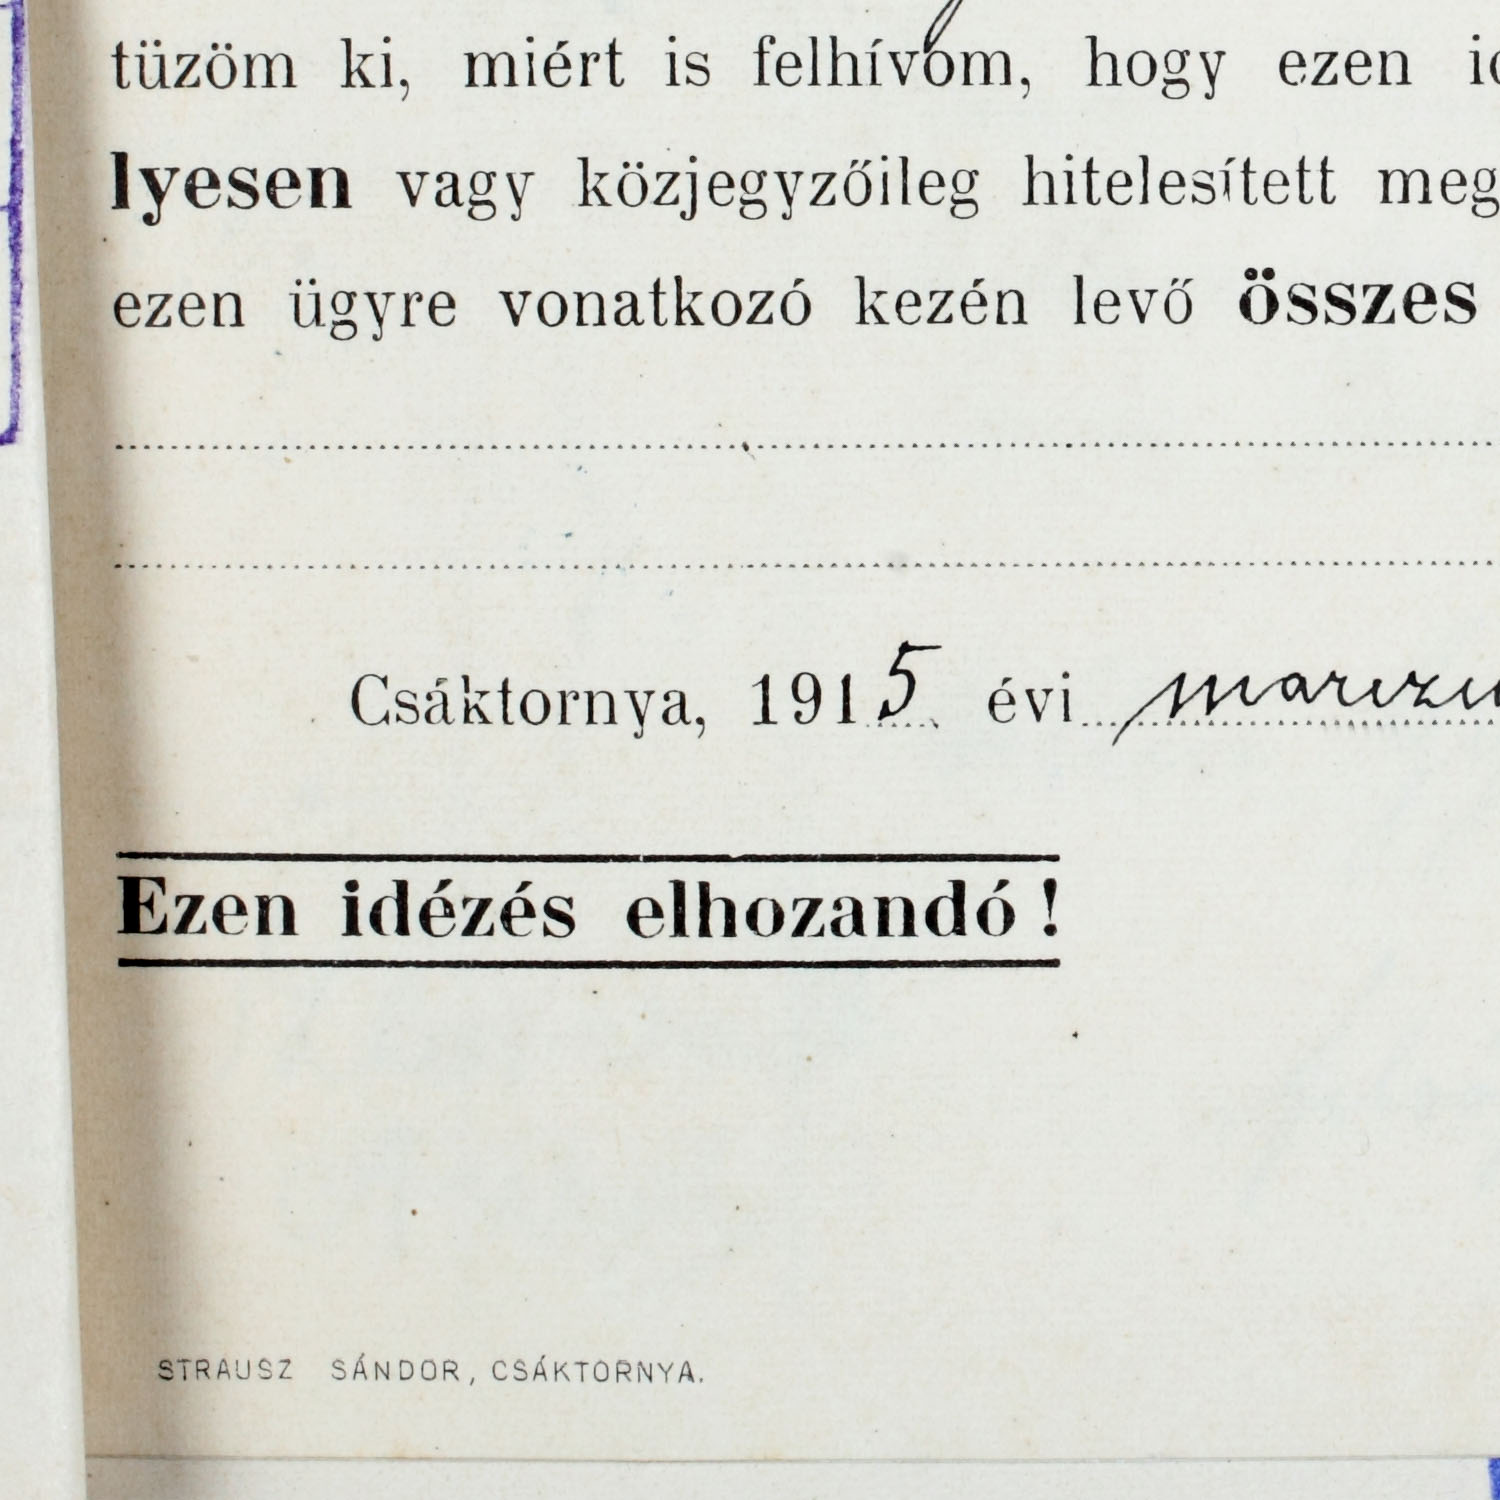 tüzöm ki, miért is felhívom, hogy ezen
lyesen vagy közjegyzőileg hitelesített meg
ezen ügyre vonatkozó kezén levő összes
Csáktornya, 1915 évi
Ezen idézés elhozandó!
STRAUSZ SÁNDOR, CSÁKTORNYA.